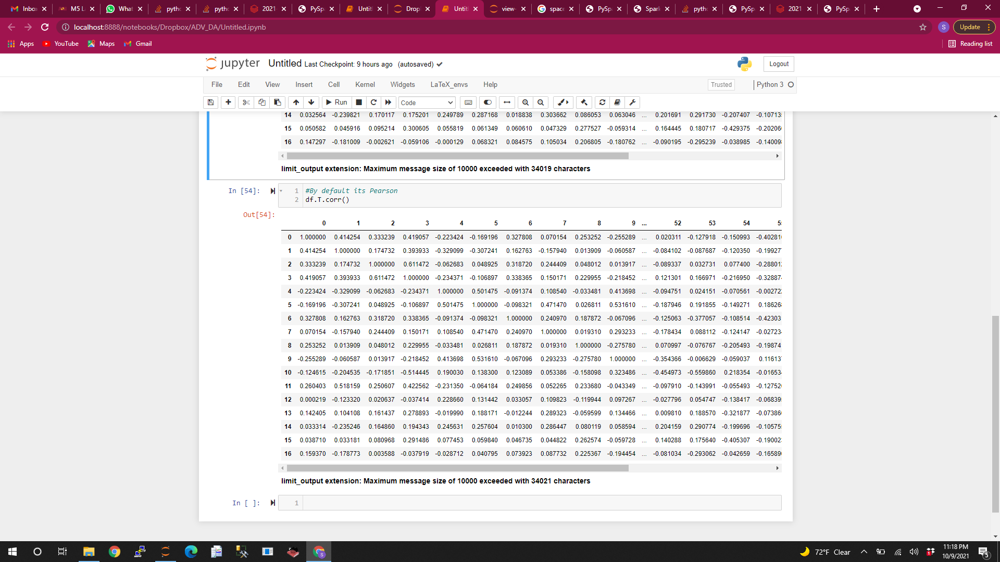 Inbo M5 L What pyth pyth 2021 PySp Untit Drop Untit view- space PySp Spark pyth PySp 2021 PySp
localhost:8888/notebooks/Dropbox/ADV_DA/Untitled.ipynb S Update
Apps YouTube Maps Gmail Reading list
jupyter Untitled Last Checkpoint: 9 hours ago (autosaved) Logout
File Edit View Insert Cell Kernel Widgets LaTeX_envs Help Trusted Python 3
Run Code
14 0.032564 -0.239821 0.170117 0.175201 0.249789 0.287168 0.018838 0.303662 0.086053 0.063046 ... 0.201691 0.291730 -0.207407 -0.10713
15 0.050582 0.045916 0.095214 0.300605 0.055819 0.061349 0.060610 0.047329 0.277527 -0.059314 ... 0.164445 0.180717 -0.429375 -0.20206
16 0.147297 -0.181009 -0.002621 -0.059106 -0.000129 0.068321 0.084575 0.105034 0.206805 -0.180762 ... -0.090195 -0.295239 -0.038985 -0.14009
limit_output extension: Maximum message size of 10000 exceeded with 34019 characters
In [54]: 1 #By default its Pearson
2 df.T.corr()
Out[54]:
0 1 2 3 4 5 6 7 8 9 ... 52 53 54 5
0 1.000000 0.414254 0.333239 0.419057 -0.223424 -0.169196 0.327808 0.070154 0.253252 -0.255289 ... 0.020311 -0.127918 -0.150993 -0.40281
1 0.414254 1.000000 0.174732 0.393933 -0.329099 -0.307241 0.162763 -0.157940 0.013909 -0.060587 ... -0.084102 -0.087687 -0.120350 -0.19927
2 0.333239 0.174732 1.000000 0.611472 -0.062683 0.048925 0.318720 0.244409 0.048012 0.013917 ... -0.089337 0.032731 0.077400 -0.28801
3 0.419057 0.393933 0.611472 1.000000 -0.234371 -0.106897 0.338365 0.150171 0.229955 -0.218452 ... 0.121301 0.166971 -0.216950 -0.32887
4 -0.223424 -0.329099 -0.062683 -0.234371 1.000000 0.501475 -0.091374 0.108540 -0.033481 0.413698 ... -0.094751 0.024151 -0.070561 -0.00272
5 -0.169196 -0.307241 0.048925 -0.106897 0.501475 1.000000 -0.098321 0.471470 0.026811 0.531610 ... -0.187946 0.191855 -0.149271 0.18626
6 0.327808 0.162763 0.318720 0.338365 -0.091374 -0.098321 1.000000 0.240970 0.187872 -0.067096 ... -0.125063 -0.377057 -0.108514 -0.42303
7 0.070154 -0.157940 0.244409 0.150171 0.108540 0.471470 0.240970 1.000000 0.019310 0.293233 ... -0.178434 0.088112 -0.124147 -0.02723
8 0.253252 0.013909 0.048012 0.229955 -0.033481 0.026811 0.187872 0.019310 1.000000 -0.275780 ... 0.070997 -0.076767 -0.205493 -0.19874
9 -0.255289 -0.060587 0.013917 -0.218452 0.413698 0.531610 -0.067096 0.293233 -0.275780 1.000000 ... -0.354366 -0.006629 -0.059037 0.11613
10 -0.124615 -0.204535 -0.171851 -0.514445 0.190030 0.138300 0.123089 0.053386 -0.158098 0.323486 ... -0.454973 -0.559860 0.218354 -0.01653
11 0.260403 0.518159 0.250607 0.422562 -0.231350 -0.064184 0.249856 0.052265 0.233680 -0.043349 ... -0.097910 -0.143991 -0.055493 -0.12752
12 0.000219 -0.123320 0.020637 -0.037414 0.228660 0.131442 0.033057 0.109823 -0.119944 0.097267 ... -0.027796 0.054747 -0.138417 -0.06839
13 0.142405 0.104108 0.161437 0.278893 -0.019990 0.188171 -0.012244 0.289323 -0.059599 0.134466 ... 0.009810 0.188570 -0.321877 -0.07386
14 0.033314 -0.235246 0.164860 0.194343 0.245631 0.257604 0.010300 0.286447 0.080119 0.058594 ... 0.204159 0.290774 -0.199696 -0.10575
15 0.038710 0.033181 0.080968 0.291486 0.077453 0.059840 0.046735 0.044822 0.262574 -0.059728 ... 0.140288 0.175640 -0.405307 -0.19002
16 0.159370 -0.178773 0.003588 -0.037919 -0.028712 0.040795 0.073923 0.087732 0.225367 -0.194454 ... -0.081034 -0.293062 -0.042659 -0.16589
limit_output extension: Maximum message size of 10000 exceeded with 34021 characters
In [ ]: 1
72°F Clear 11:18 PM
10/9/2021 5